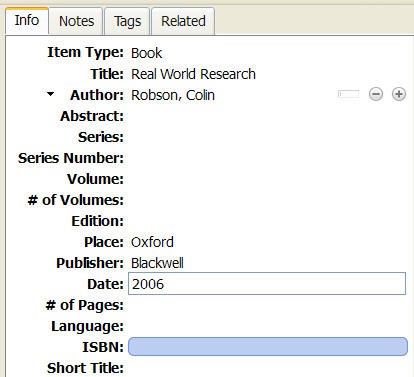 Info Notes Tags Related
Item Type: Book
Title: Real World Research
Author: Robson, Colin
Abstract:
Series:
Series Number:
Volume:
# of Volumes:
Edition:
Place: Oxford
Publisher: Blackwell
Date: 2006
# of Pages:
Language:
ISBN:
Short Title: